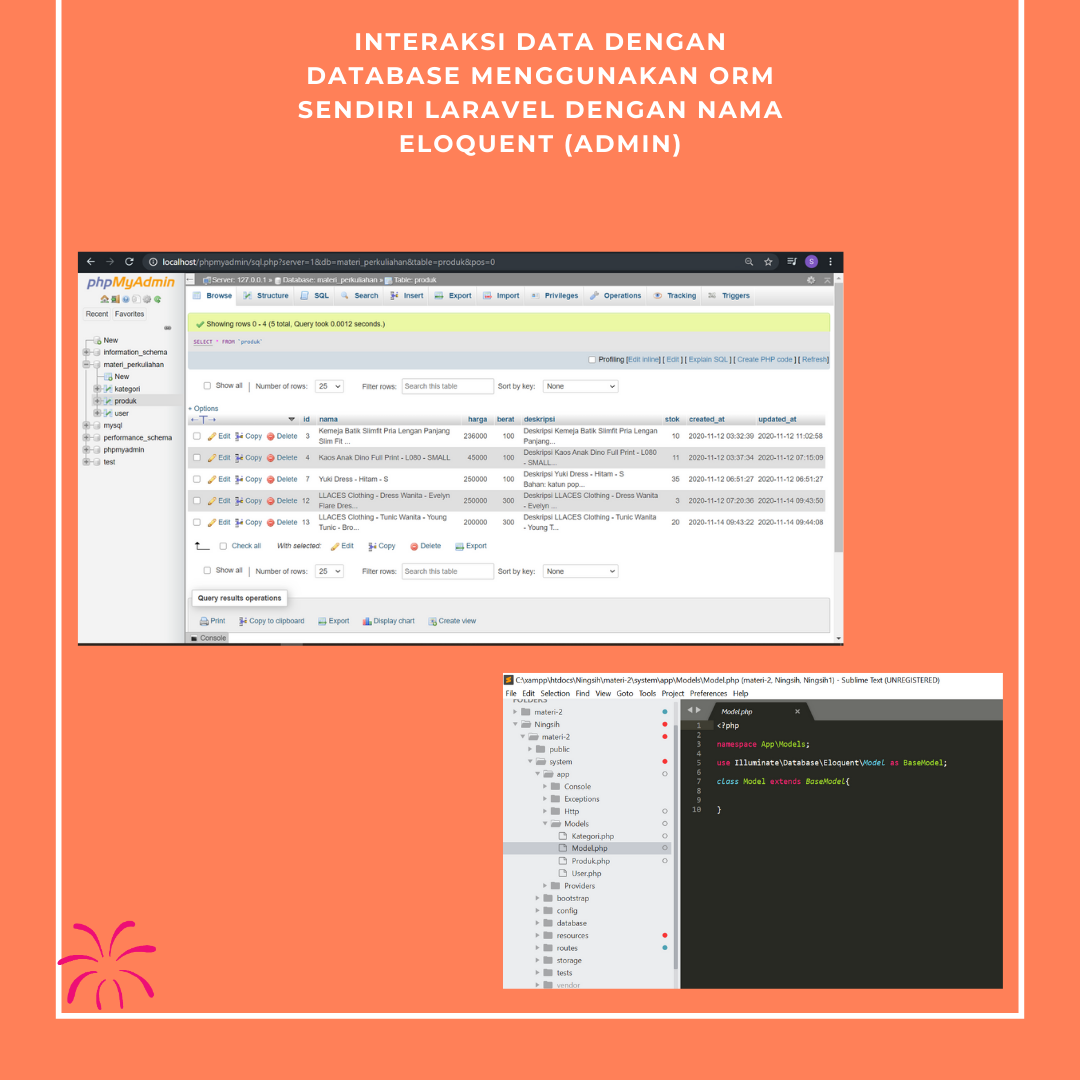 INTERAKSI DATA DENGAN
DATABASE MENGGUNAKAN ORM
SENDIRI LARAVEL DENGAN NAMA
ELOQUENT (ADMIN)
localhost/phpmyadmin/sql.php?server=1&db=materi_perkuliahan&table=produk&pos=0
S
phpMyAdmin
Recent Favorites
New
information_schema
materi_perkuliahan
New
kategori
produk
user
mysql
performance_schema
phpmyadmin
test
Server: 127.0.0.1 » Database: materi_perkuliahan » Table: produk
Browse Structure SQL Search Insert Export Import Privileges Operations Tracking Triggers
Showing rows 0 - 4 (5 total, Query took 0.0012 seconds.)
SELECT * FROM `produk`
Profiling [Edit inline] [ Edit ] [ Explain SQL ] [ Create PHP code ] [ Refresh]
Show all | Number of rows: 25 Filter rows: Search this table Sort by key: None
+ Options
←T→ id nama harga berat deskripsi stok created_at updated_at
Edit Copy Delete 3 Kemeja Batik Slimfit Pria Lengan Panjang Slim Fit ... 236000 100 Deskripsi Kemeja Batik Slimfit Pria Lengan Panjang... 10 2020-11-12 03:32:39 2020-11-12 11:02:58
Edit Copy Delete 4 Kaos Anak Dino Full Print - L080 - SMALL 45000 100 Deskripsi Kaos Anak Dino Full Print - L080 - SMALL... 11 2020-11-12 03:37:34 2020-11-12 07:15:09
Edit Copy Delete 7 Yuki Dress - Hitam - S 250000 100 Deskripsi Yuki Dress - Hitam - S Bahan: katun pop... 35 2020-11-12 06:51:27 2020-11-12 06:51:27
Edit Copy Delete 12 LLACES Clothing - Dress Wanita - Evelyn Flare Dres... 250000 300 Deskripsi LLACES Clothing - Dress Wanita - Evelyn ... 3 2020-11-12 07:20:36 2020-11-14 09:43:50
Edit Copy Delete 13 LLACES Clothing - Tunic Wanita - Young Tunic - Bro... 200000 300 Deskripsi LLACES Clothing - Tunic Wanita - Young T... 20 2020-11-14 09:43:22 2020-11-14 09:44:08
Check all With selected: Edit Copy Delete Export
Show all | Number of rows: 25 Filter rows: Search this table Sort by key: None
Query results operations
Print Copy to clipboard Export Display chart Create view
Console
C:\xampp\htdocs\Ningsih\materi-2\system\app\Models\Model.php (materi-2, Ningsih, Ningsih1) - Sublime Text (UNREGISTERED)
File Edit Selection Find View Goto Tools Project Preferences Help
FOLDERS
materi-2
Ningsih
materi-2
public
system
app
Console
Exceptions
Http
Models
Kategori.php
Model.php
Produk.php
User.php
Providers
bootstrap
config
database
resources
routes
storage
tests
vendor
Model.php ×
1 <?php
2
3 namespace App\Models;
4
5 use Illuminate\Database\Eloquent\Model as BaseModel;
6
7 class Model extends BaseModel{
8
9
10 }